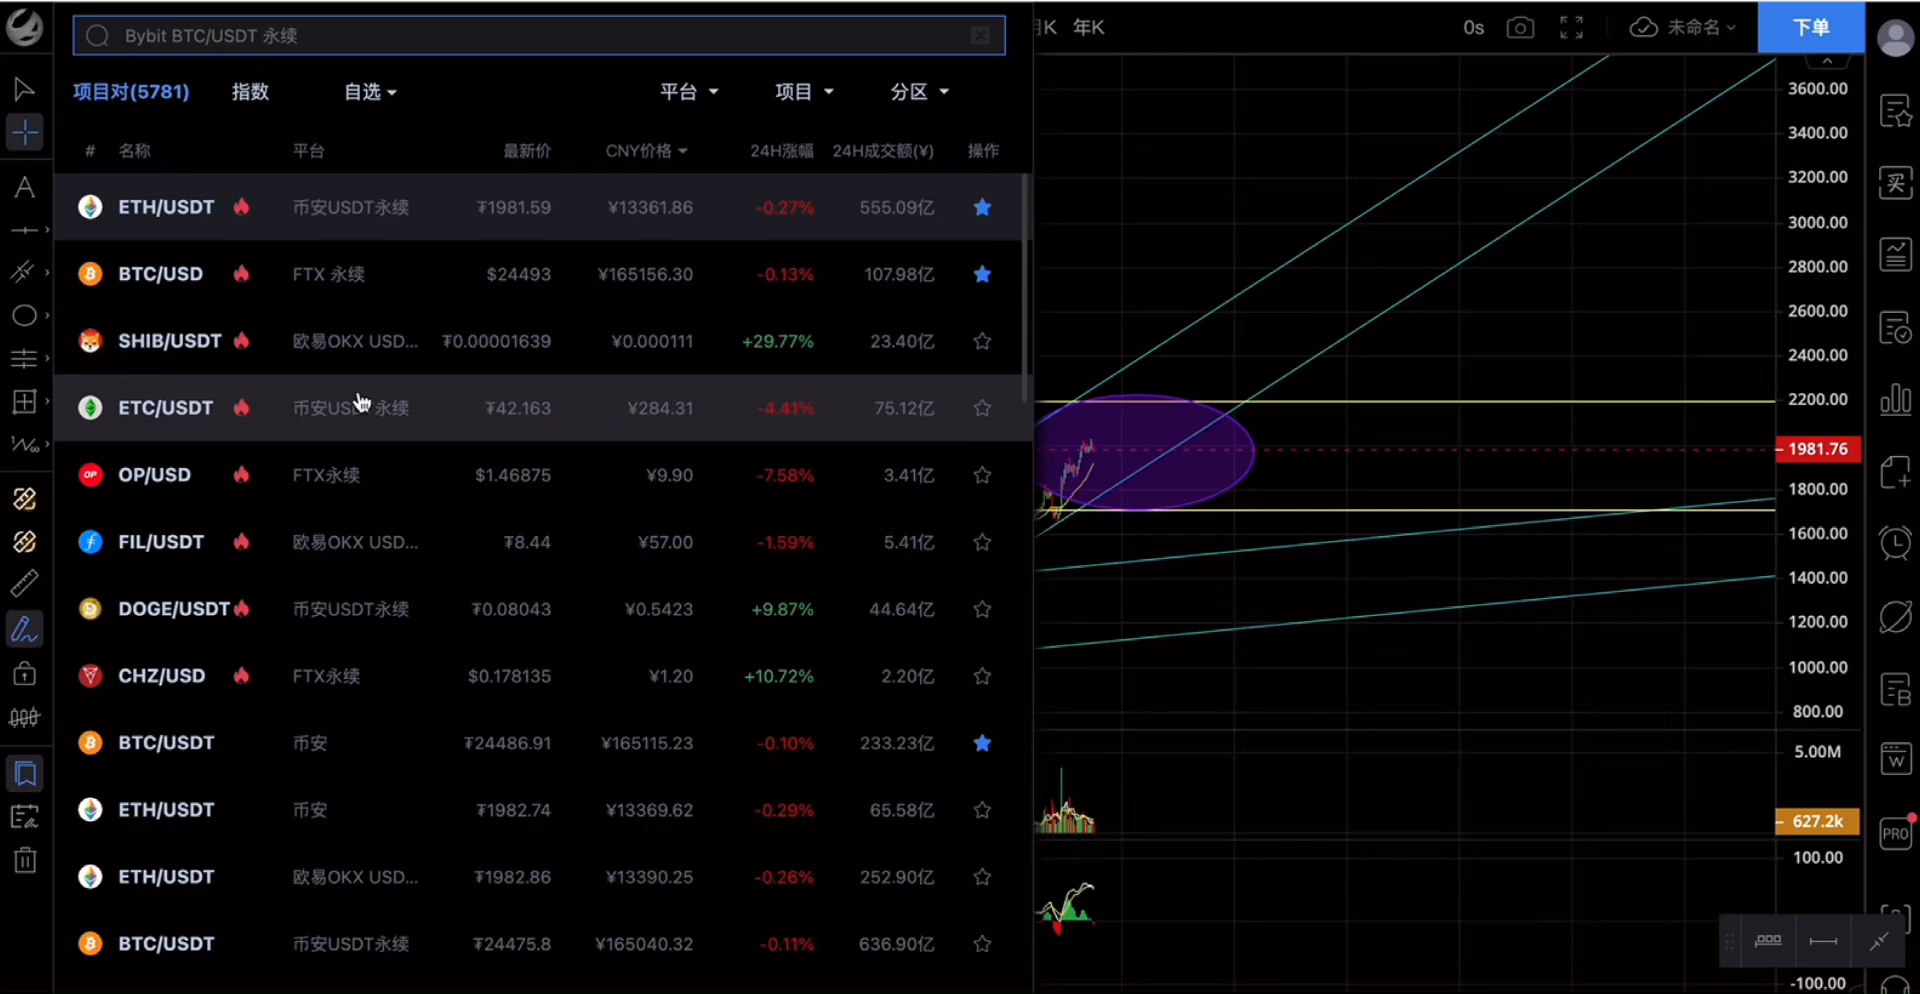 Bybit BTC/USDT 永续
年K
0s
未命名
下单
项目对(5781) 指数 自选 平台 项目 分区
# 名称 平台 最新价 CNY价格 24H涨幅 24H成交额(¥) 操作
ETH/USDT 币安USDT永续 ₮1981.59 ¥13361.86 -0.27% 555.09亿
BTC/USD FTX 永续 $24493 ¥165156.30 -0.13% 107.98亿
SHIB/USDT 欧易OKX USD... ₮0.00001639 ¥0.000111 +29.77% 23.40亿
ETC/USDT 币安USDT永续 ₮42.163 ¥284.31 -4.41% 75.12亿
OP/USD FTX永续 $1.46875 ¥9.90 -7.58% 3.41亿
FIL/USDT 欧易OKX USD... ₮8.44 ¥57.00 -1.59% 5.41亿
DOGE/USDT 币安USDT永续 ₮0.08043 ¥0.5423 +9.87% 44.64亿
CHZ/USD FTX永续 $0.178135 ¥1.20 +10.72% 2.20亿
BTC/USDT 币安 ₮24486.91 ¥165115.23 -0.10% 233.23亿
ETH/USDT 币安 ₮1982.74 ¥13369.62 -0.29% 65.58亿
ETH/USDT 欧易OKX USD... ₮1982.86 ¥13390.25 -0.26% 252.90亿
BTC/USDT 币安USDT永续 ₮24475.8 ¥165040.32 -0.11% 636.90亿
3600.00
3400.00
3200.00
3000.00
2800.00
2600.00
2400.00
2200.00
1981.76
1800.00
1600.00
1400.00
1200.00
1000.00
800.00
5.00M
627.2k
100.00
-100.00
买
B
W
PRO